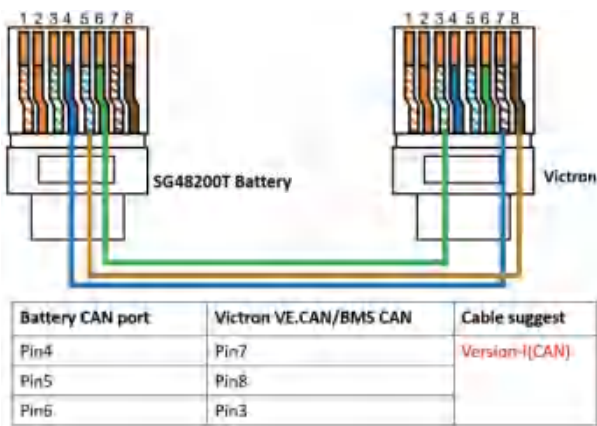 1 2 3 4 5 6 7 8
1 2 3 4 5 6 7 8
SG48200T Battery
Victron
Battery CAN port Victron VE.CAN/BMS CAN Cable suggest
Pin4 Pin7 Version-I(CAN)
Pin5 Pin8
Pin6 Pin3